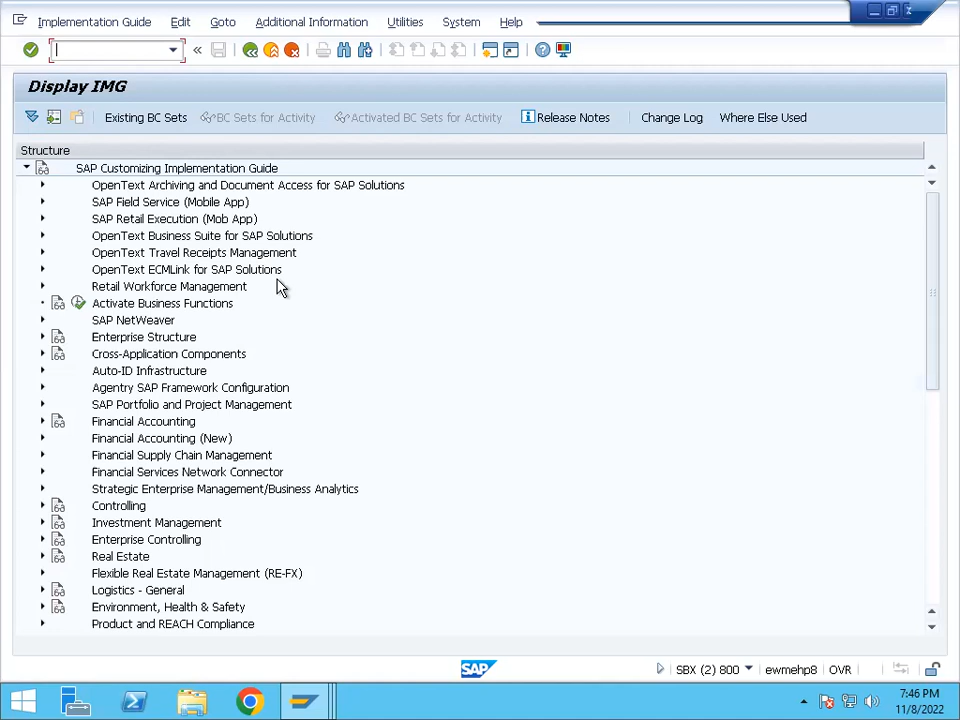 Implementation Guide Edit Goto Additional Information Utilities System Help
Display IMG
Existing BC Sets BC Sets for Activity Activated BC Sets for Activity Release Notes Change Log Where Else Used
Structure
SAP Customizing Implementation Guide
OpenText Archiving and Document Access for SAP Solutions
SAP Field Service (Mobile App)
SAP Retail Execution (Mob App)
OpenText Business Suite for SAP Solutions
OpenText Travel Receipts Management
OpenText ECMLink for SAP Solutions
Retail Workforce Management
Activate Business Functions
SAP NetWeaver
Enterprise Structure
Cross-Application Components
Auto-ID Infrastructure
Agentry SAP Framework Configuration
SAP Portfolio and Project Management
Financial Accounting
Financial Accounting (New)
Financial Supply Chain Management
Financial Services Network Connector
Strategic Enterprise Management/Business Analytics
Controlling
Investment Management
Enterprise Controlling
Real Estate
Flexible Real Estate Management (RE-FX)
Logistics - General
Environment, Health & Safety
Product and REACH Compliance
SAP SBX (2) 800 ewmehp8 OVR
7:46 PM
11/8/2022